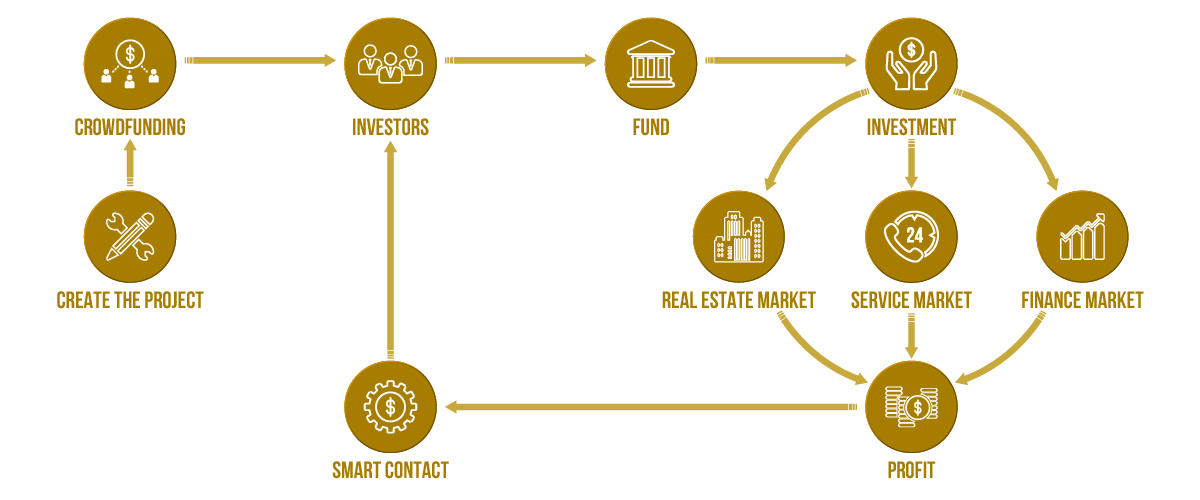 CROWDFUNDING
INVESTORS
FUND
$
INVESTMENT
$
CREATE THE PROJECT
REAL ESTATE MARKET
24
SERVICE MARKET
FINANCE MARKET
$
SMART CONTACT
$
PROFIT